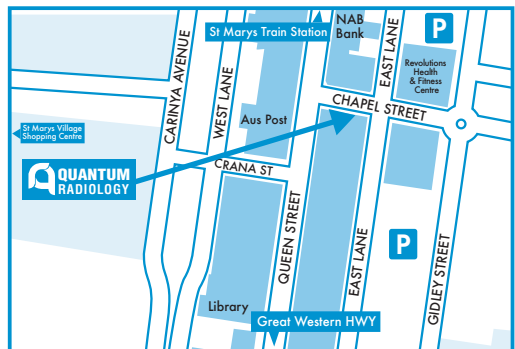 St Marys Train Station
NAB
Bank
P
EAST LANE
Revolutions
Health
& Fitness
Centre
CARINYA AVENUE
WEST LANE
CHAPEL STREET
Aus Post
St Marys Village
Shopping Centre
CRANA ST
QUANTUM
RADIOLOGY
QUEEN STREET
EAST LANE
P
GIDLEY STREET
Library
Great Western HWY